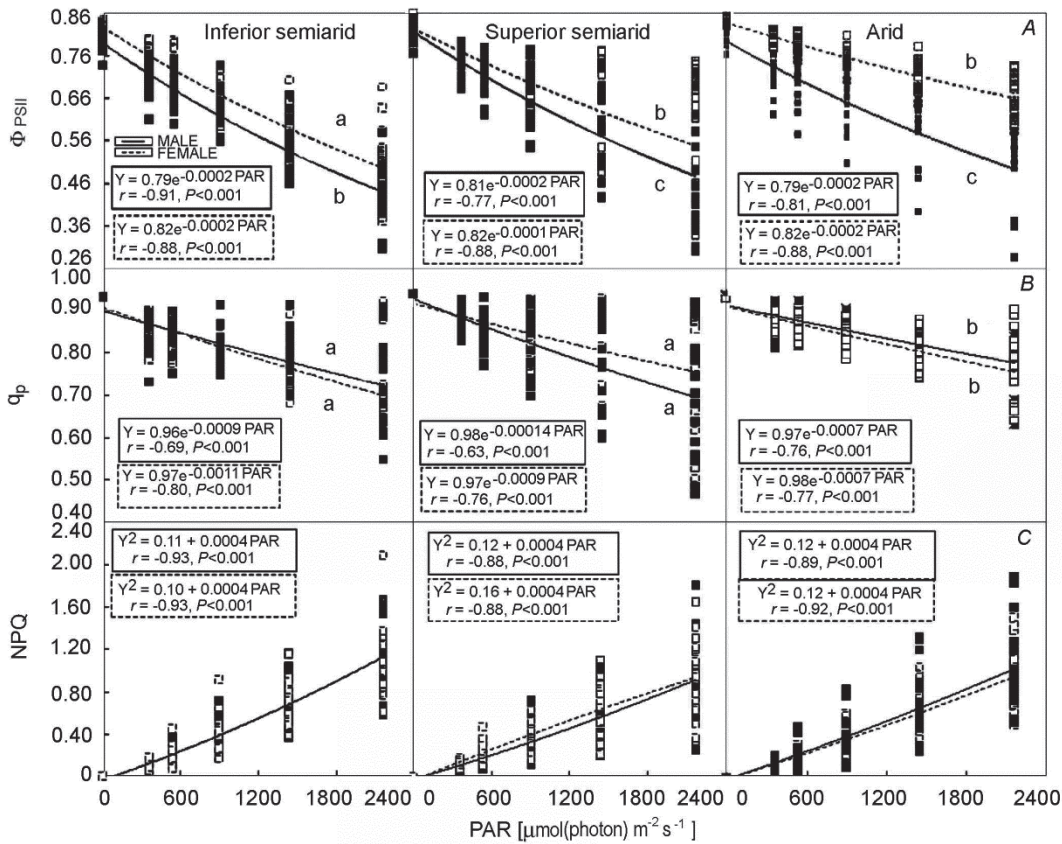 Inferior semiarid
Superior semiarid
Arid
A
0.86
0.76
0.66
0.56
0.46
0.36
0.26
Φ PSII
MALE
FEMALE
a
b
b
c
b
c
Y = 0.79e-0.0002 PAR
r = -0.91, P<0.001
Y = 0.82e-0.0002 PAR
r = -0.88, P<0.001
Y = 0.81e-0.0002 PAR
r = -0.77, P<0.001
Y = 0.82e-0.0001 PAR
r = -0.88, P<0.001
Y = 0.79e-0.0002 PAR
r = -0.81, P<0.001
Y = 0.82e-0.0002 PAR
r = -0.88, P<0.001
B
1.00
0.90
0.80
0.70
0.60
0.50
0.40
qp
a
a
a
a
b
b
Y = 0.96e-0.0009 PAR
r = -0.69, P<0.001
Y = 0.97e-0.0011 PAR
r = -0.80, P<0.001
Y = 0.98e-0.00014 PAR
r = -0.63, P<0.001
Y = 0.97e-0.0009 PAR
r = -0.76, P<0.001
Y = 0.97e-0.0007 PAR
r = -0.76, P<0.001
Y = 0.98e-0.0007 PAR
r = -0.77, P<0.001
C
2.40
2.00
1.60
1.20
0.80
0.40
0
NPQ
Y2 = 0.11 + 0.0004 PAR
r = -0.93, P<0.001
Y2 = 0.10 + 0.0004 PAR
r = -0.93, P<0.001
Y2 = 0.12 + 0.0004 PAR
r = -0.88, P<0.001
Y2 = 0.16 + 0.0004 PAR
r = -0.88, P<0.001
Y2 = 0.12 + 0.0004 PAR
r = -0.89, P<0.001
Y2 = 0.12 + 0.0004 PAR
r = -0.92, P<0.001
0 600 1200 1800 2400 0 600 1200 1800 2400 0 600 1200 1800 2400
PAR [µmol(photon) m-2 s-1]